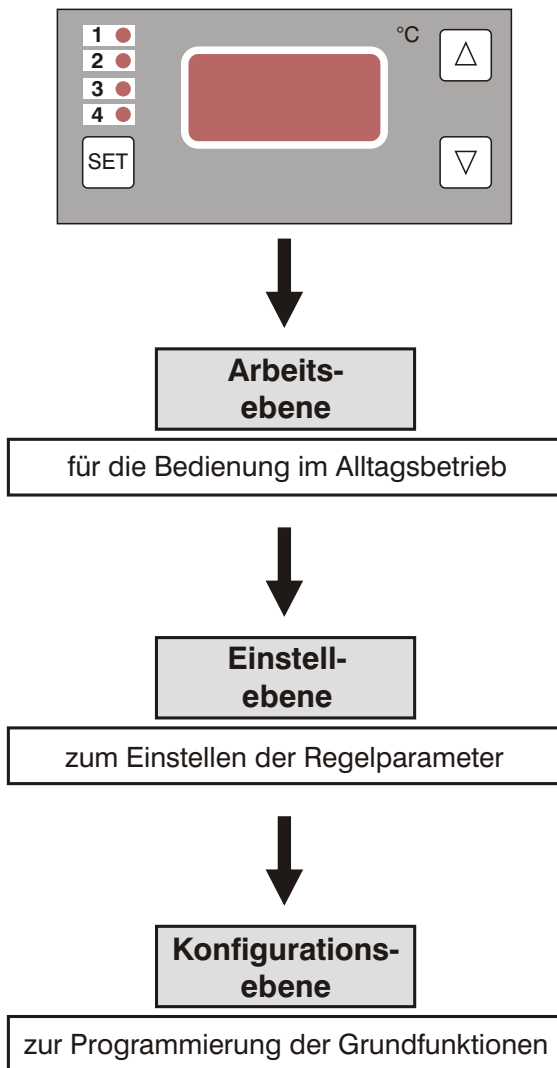 1
2
3
4
SET
°C
△
▽
Arbeits-
ebene
für die Bedienung im Alltagsbetrieb
Einstell-
ebene
zum Einstellen der Regelparameter
Konfigurations-
ebene
zur Programmierung der Grundfunktionen